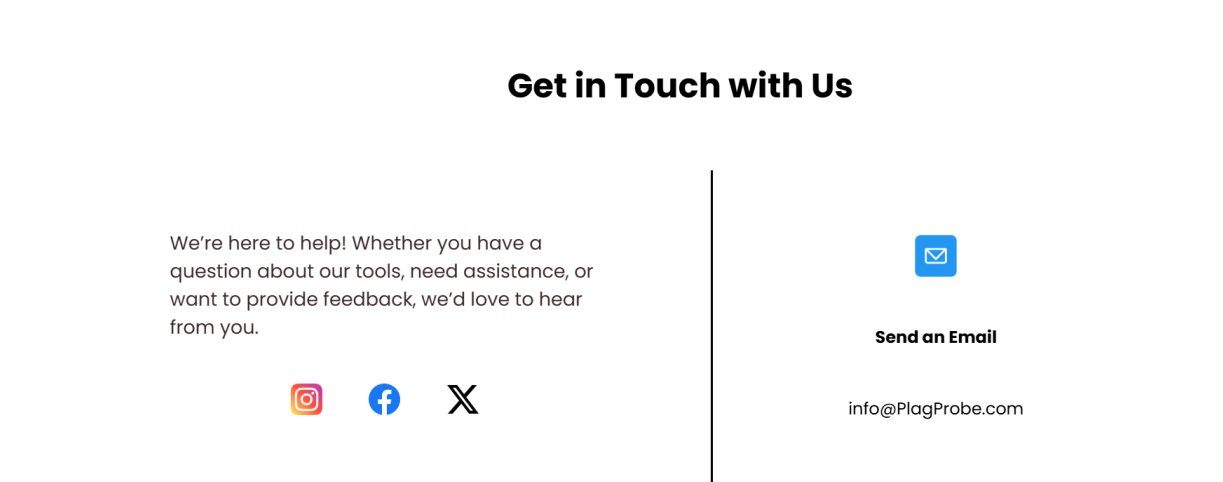 Get in Touch with Us
We’re here to help! Whether you have a
question about our tools, need assistance, or
want to provide feedback, we’d love to hear
from you.
Send an Email
info@PlagProbe.com